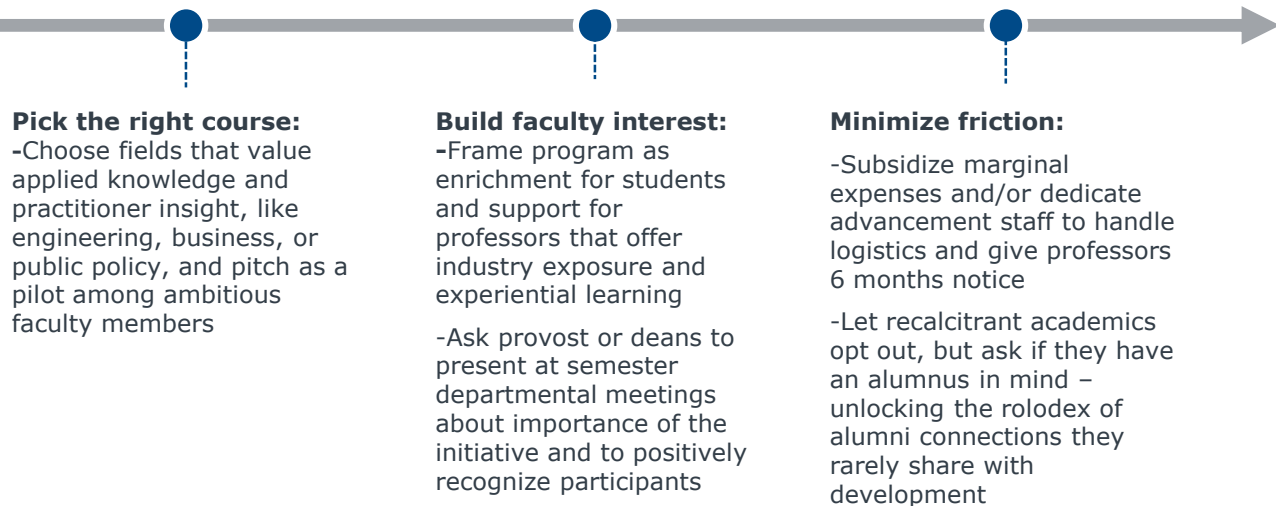 Pick the right course:
-Choose fields that value
applied knowledge and
practitioner insight, like
engineering, business, or
public policy, and pitch as a
pilot among ambitious
faculty members
Build faculty interest:
-Frame program as
enrichment for students
and support for
professors that offer
industry exposure and
experiential learning
-Ask provost or deans to
present at semester
departmental meetings
about importance of the
initiative and to positively
recognize participants
Minimize friction:
-Subsidize marginal
expenses and/or dedicate
advancement staff to handle
logistics and give professors
6 months notice
-Let recalcitrant academics
opt out, but ask if they have
an alumnus in mind –
unlocking the rolodex of
alumni connections they
rarely share with
development